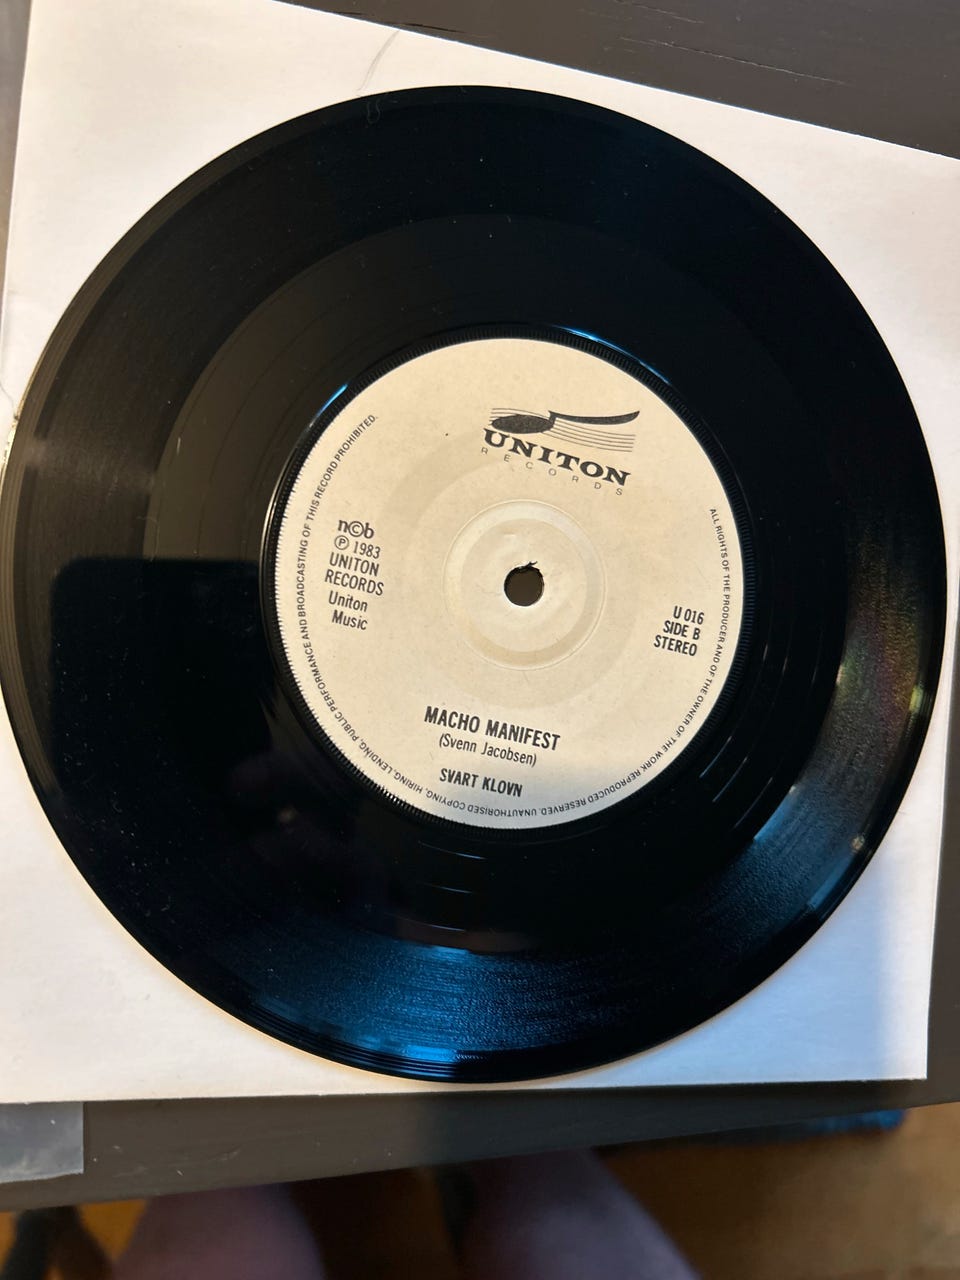 UNITON
RECORDS
n©b
℗ 1983
UNITON
RECORDS
Uniton
Music
U 016
SIDE B
STEREO
MACHO MANIFEST
(Svenn Jacobsen)
SVART KLOVN
ALL RIGHTS OF THE PRODUCER AND OF THE OWNER OF THE WORK REPRODUCED RESERVED. UNAUTHORISED COPYING, HIRING, LENDING, PUBLIC PERFORMANCE AND BROADCASTING OF THIS RECORD PROHIBITED.